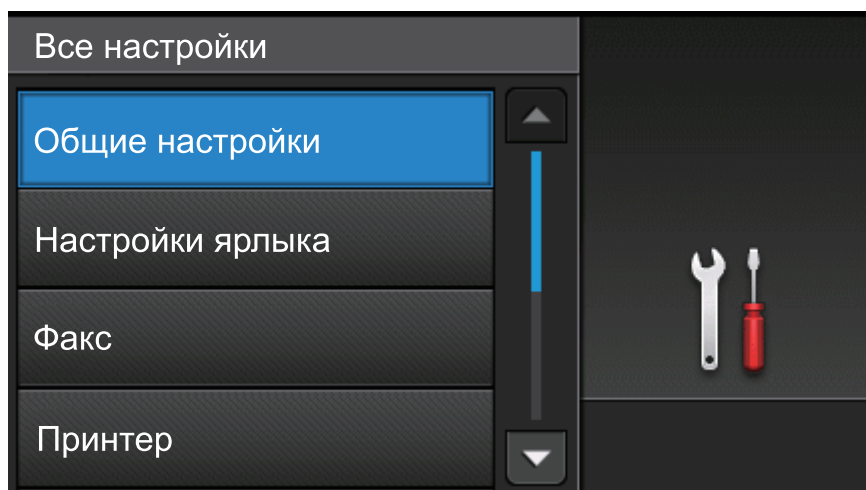 Все настройки
Общие настройки
Настройки ярлыка
Факс
Принтер